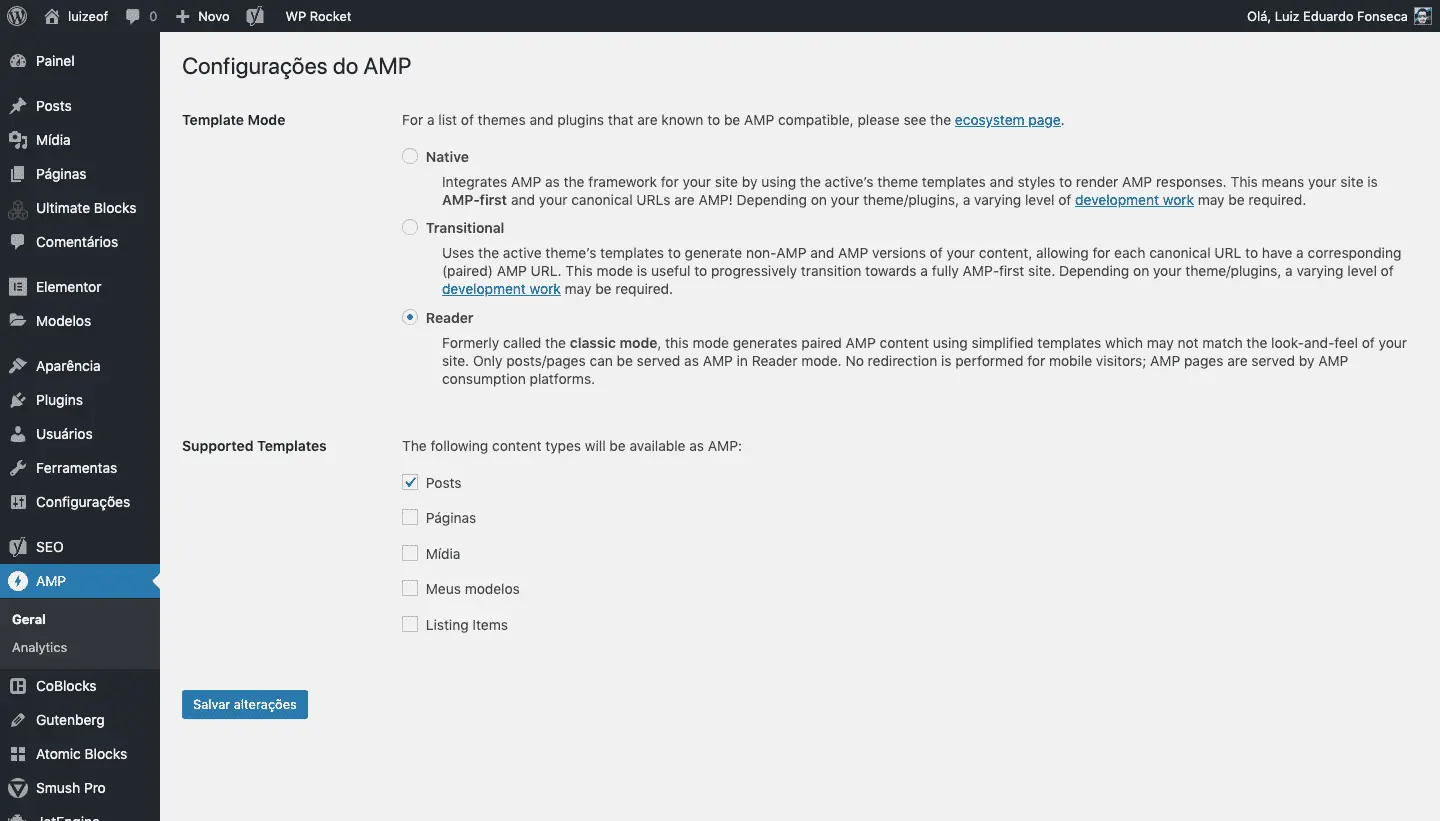 luizeof 0 Novo WP Rocket Olá, Luiz Eduardo Fonseca
Painel
Posts
Mídia
Páginas
Ultimate Blocks
Comentários
Elementor
Modelos
Aparência
Plugins
Usuários
Ferramentas
Configurações
SEO
AMP
Geral
Analytics
CoBlocks
Gutenberg
Atomic Blocks
Smush Pro
JetEngine
Configurações do AMP
Template Mode
For a list of themes and plugins that are known to be AMP compatible, please see the ecosystem page.
Native
Integrates AMP as the framework for your site by using the active's theme templates and styles to render AMP responses. This means your site is
AMP-first and your canonical URLs are AMP! Depending on your theme/plugins, a varying level of development work may be required.
Transitional
Uses the active theme's templates to generate non-AMP and AMP versions of your content, allowing for each canonical URL to have a corresponding
(paired) AMP URL. This mode is useful to progressively transition towards a fully AMP-first site. Depending on your theme/plugins, a varying level of
development work may be required.
Reader
Formerly called the classic mode, this mode generates paired AMP content using simplified templates which may not match the look-and-feel of your
site. Only posts/pages can be served as AMP in Reader mode. No redirection is performed for mobile visitors; AMP pages are served by AMP
consumption platforms.
Supported Templates
The following content types will be available as AMP:
Posts
Páginas
Mídia
Meus modelos
Listing Items
Salvar alterações